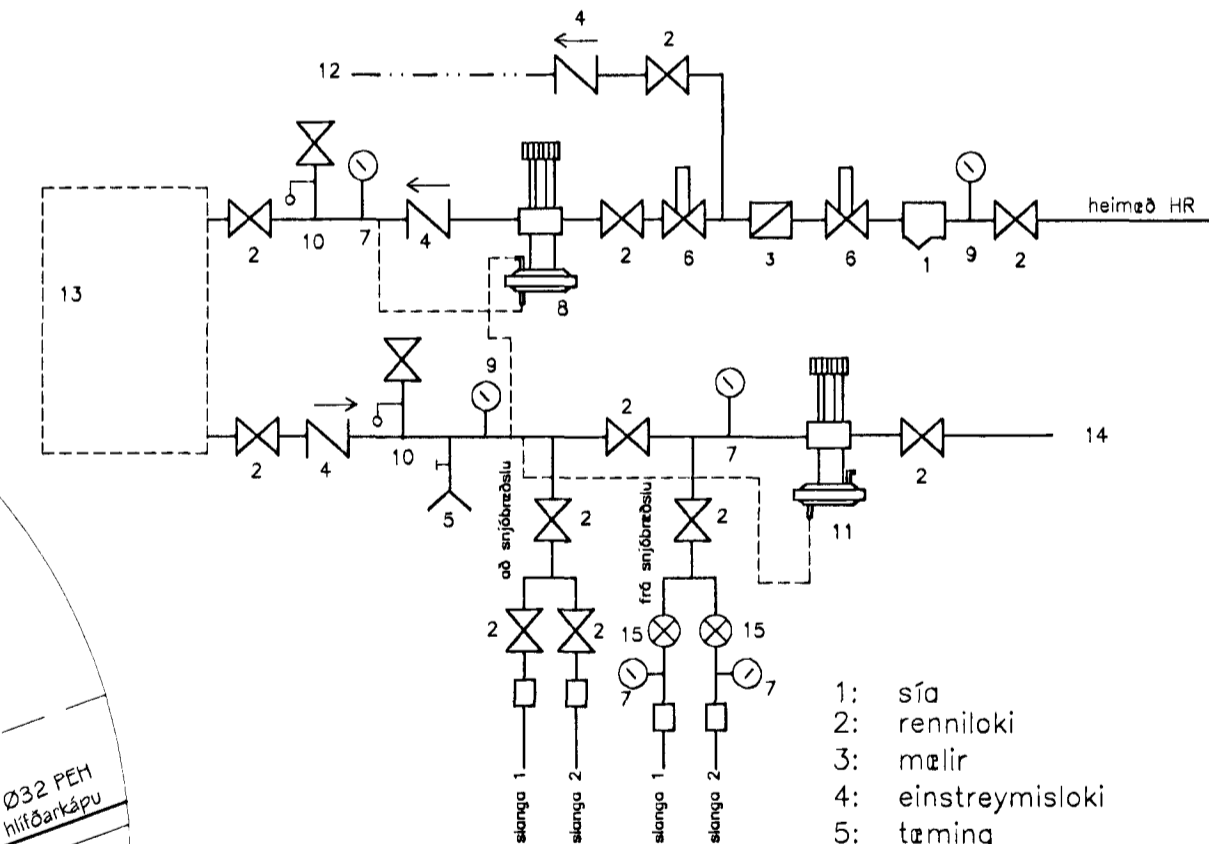 4
2
12
heimæð HR
2
10
7
4
8
2
6
3
6
1
9
2
13
9
2
7
2
4
10
5
11
2
14
að snjóbræðslu
frá snjóbræðslu
2
2
2
2
15
15
7
7
slanga 1
slanga 2
slanga 1
slanga 2
1: sía
2: renniloki
3: mælir
4: einstreymisloki
5: tæming
Ø32 PEH
hlífðarkápu